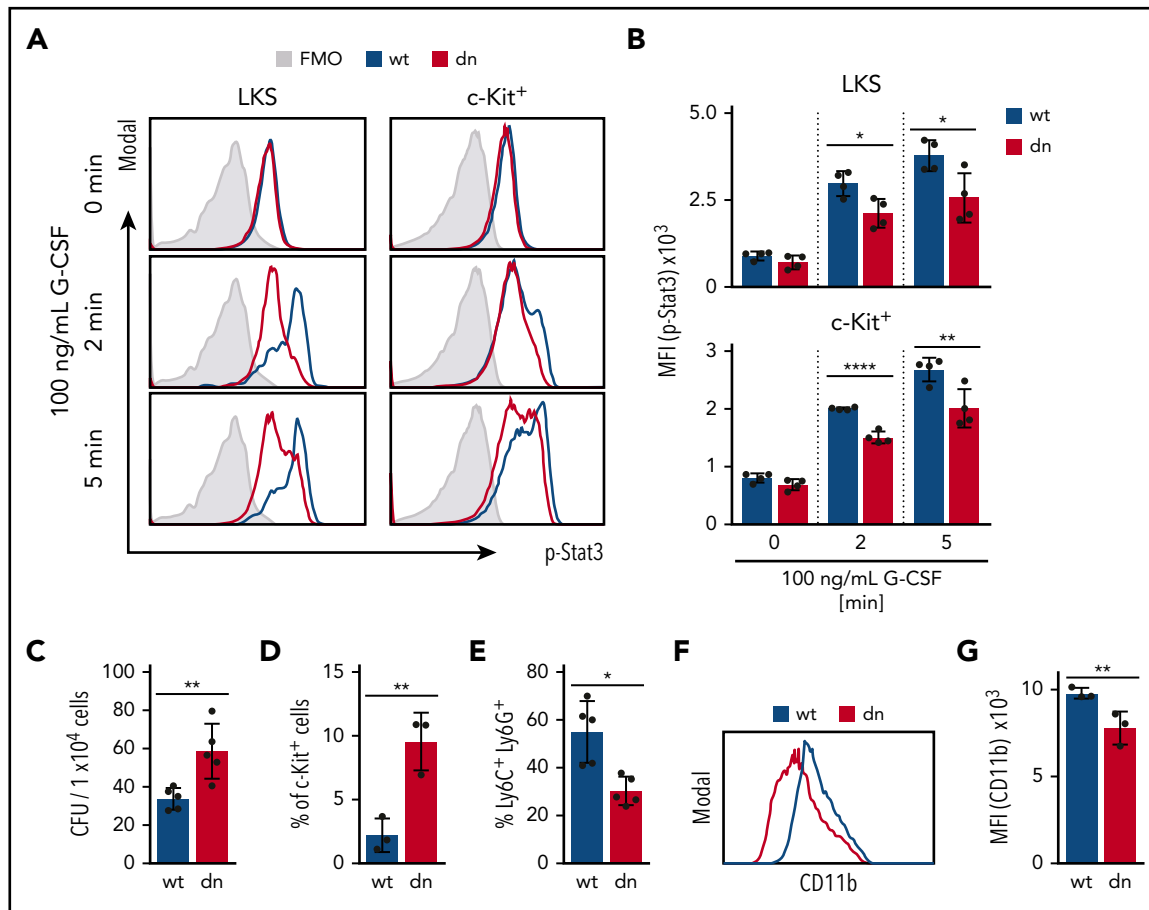 A
FMO wt dn
LKS c-Kit⁺
Modal
0 min
2 min
5 min
100 ng/mL G-CSF
p-Stat3
B
LKS
wt
dn
5.0
2.5
0
* *
c-Kit⁺
3
2
1
0
**** **
MFI (p-Stat3) x10³
0 2 5
100 ng/mL G-CSF
[min]
C
CFU / 1 x10⁴ cells
100
80
60
40
20
0
**
wt dn
D
% of c-Kit⁺ cells
15
10
5
0
**
wt dn
E
% Ly6C⁺ Ly6G⁺
80
60
40
20
0
*
wt dn
F
wt dn
Modal
CD11b
G
MFI (CD11b) x10³
10
5
0
**
wt dn